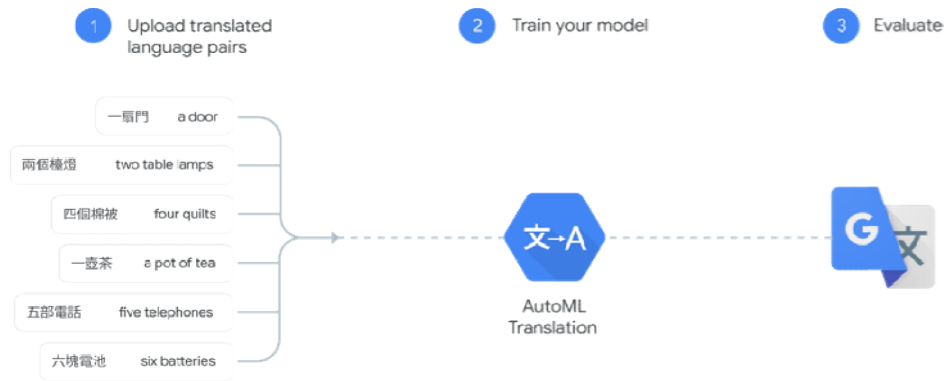 1 Upload translated
language pairs
2 Train your model
3 Evaluate
一扇門 a door
兩個檯燈 two table lamps
四個棉被 four quilts
一壺茶 a pot of tea
五部電話 five telephones
六塊電池 six batteries
文→A
AutoML
Translation
G 文